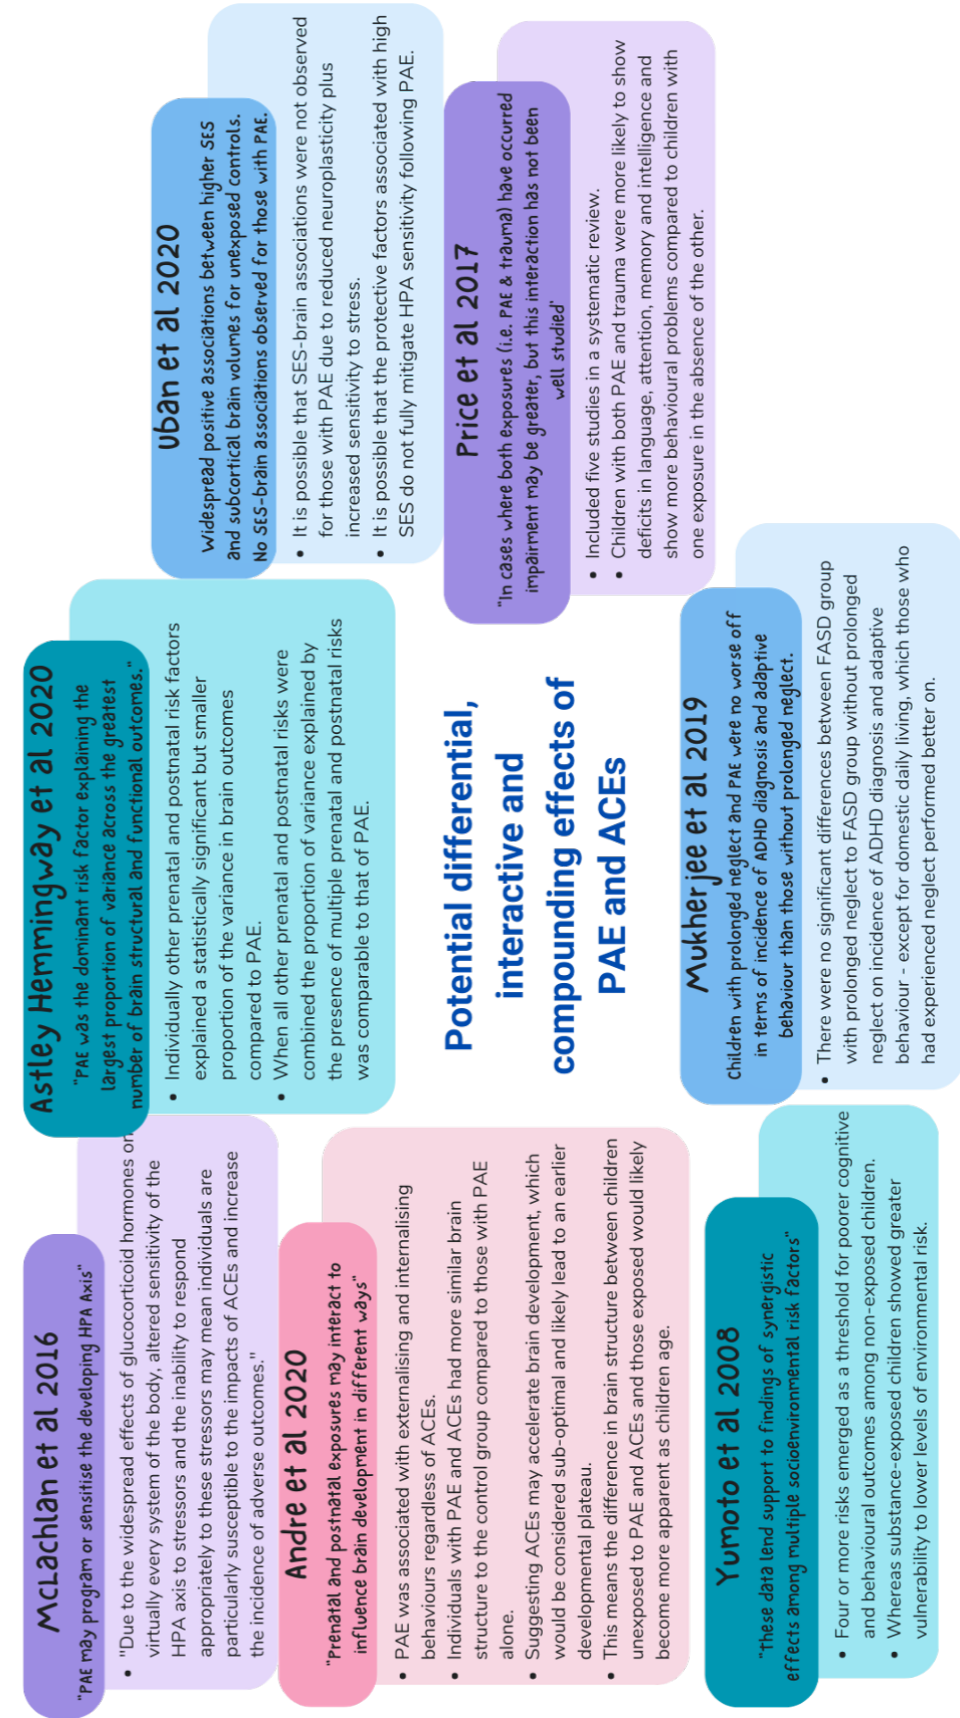 McLachlan et al 2016
"PAE may program or sensitise the developing HPA Axis"
• "Due to the widespread effects of glucocorticoid hormones on
virtually every system of the body, altered sensitivity of the
HPA axis to stressors and the inability to respond
appropriately to these stressors may mean individuals are
particularly susceptible to the impacts of ACEs and increase
the incidence of adverse outcomes."
Astley Hemmingway et al 2020
"PAE was the dominant risk factor explaining the
largest proportion of variance across the greatest
number of brain structural and functional outcomes."
• Individually other prenatal and postnatal risk factors
explained a statistically significant but smaller
proportion of the variance in brain outcomes
compared to PAE.
• When all other prenatal and postnatal risks were
combined the proportion of variance explained by
the presence of multiple prenatal and postnatal risks
was comparable to that of PAE.
Uban et al 2020
Widespread positive associations between higher SES
and subcortical brain volumes for unexposed controls.
No SES-brain associations observed for those with PAE.
• It is possible that SES-brain associations were not observed
for those with PAE due to reduced neuroplasticity plus
increased sensitivity to stress.
• It is possible that the protective factors associated with high
SES do not fully mitigate HPA sensitivity following PAE.
Andre et al 2020
"Prenatal and postnatal exposures may interact to
influence brain development in different ways"
• PAE was associated with externalising and internalising
behaviours regardless of ACEs.
• Individuals with PAE and ACEs had more similar brain
structure to the control group compared to those with PAE
alone.
• Suggesting ACEs may accelerate brain development, which
would be considered sub-optimal and likely lead to an earlier
developmental plateau.
• This means the difference in brain structure between children
unexposed to PAE and ACEs and those exposed would likely
become more apparent as children age.
Potential differential,
interactive and
compounding effects of
PAE and ACEs
Price et al 2017
"In cases where both exposures (i.e. PAE & trauma) have occurred
impairment may be greater, but this interaction has not been
well studied'
• Included five studies in a systematic review.
• Children with both PAE and trauma were more likely to show
deficits in language, attention, memory and intelligence and
show more behavioural problems compared to children with
one exposure in the absence of the other.
Yumoto et al 2008
"These data lend support to findings of synergistic
effects among multiple socioenvironmental risk factors"
• Four or more risks emerged as a threshold for poorer cognitive
and behavioural outcomes among non-exposed children.
• Whereas substance-exposed children showed greater
vulnerability to lower levels of environmental risk.
Mukherjee et al 2019
Children with prolonged neglect and PAE were no worse off
in terms of incidence of ADHD diagnosis and adaptive
behaviour than those without prolonged neglect.
• There were no significant differences between FASD group
with prolonged neglect to FASD group without prolonged
neglect on incidence of ADHD diagnosis and adaptive
behaviour - except for domestic daily living, which those who
had experienced neglect performed better on.